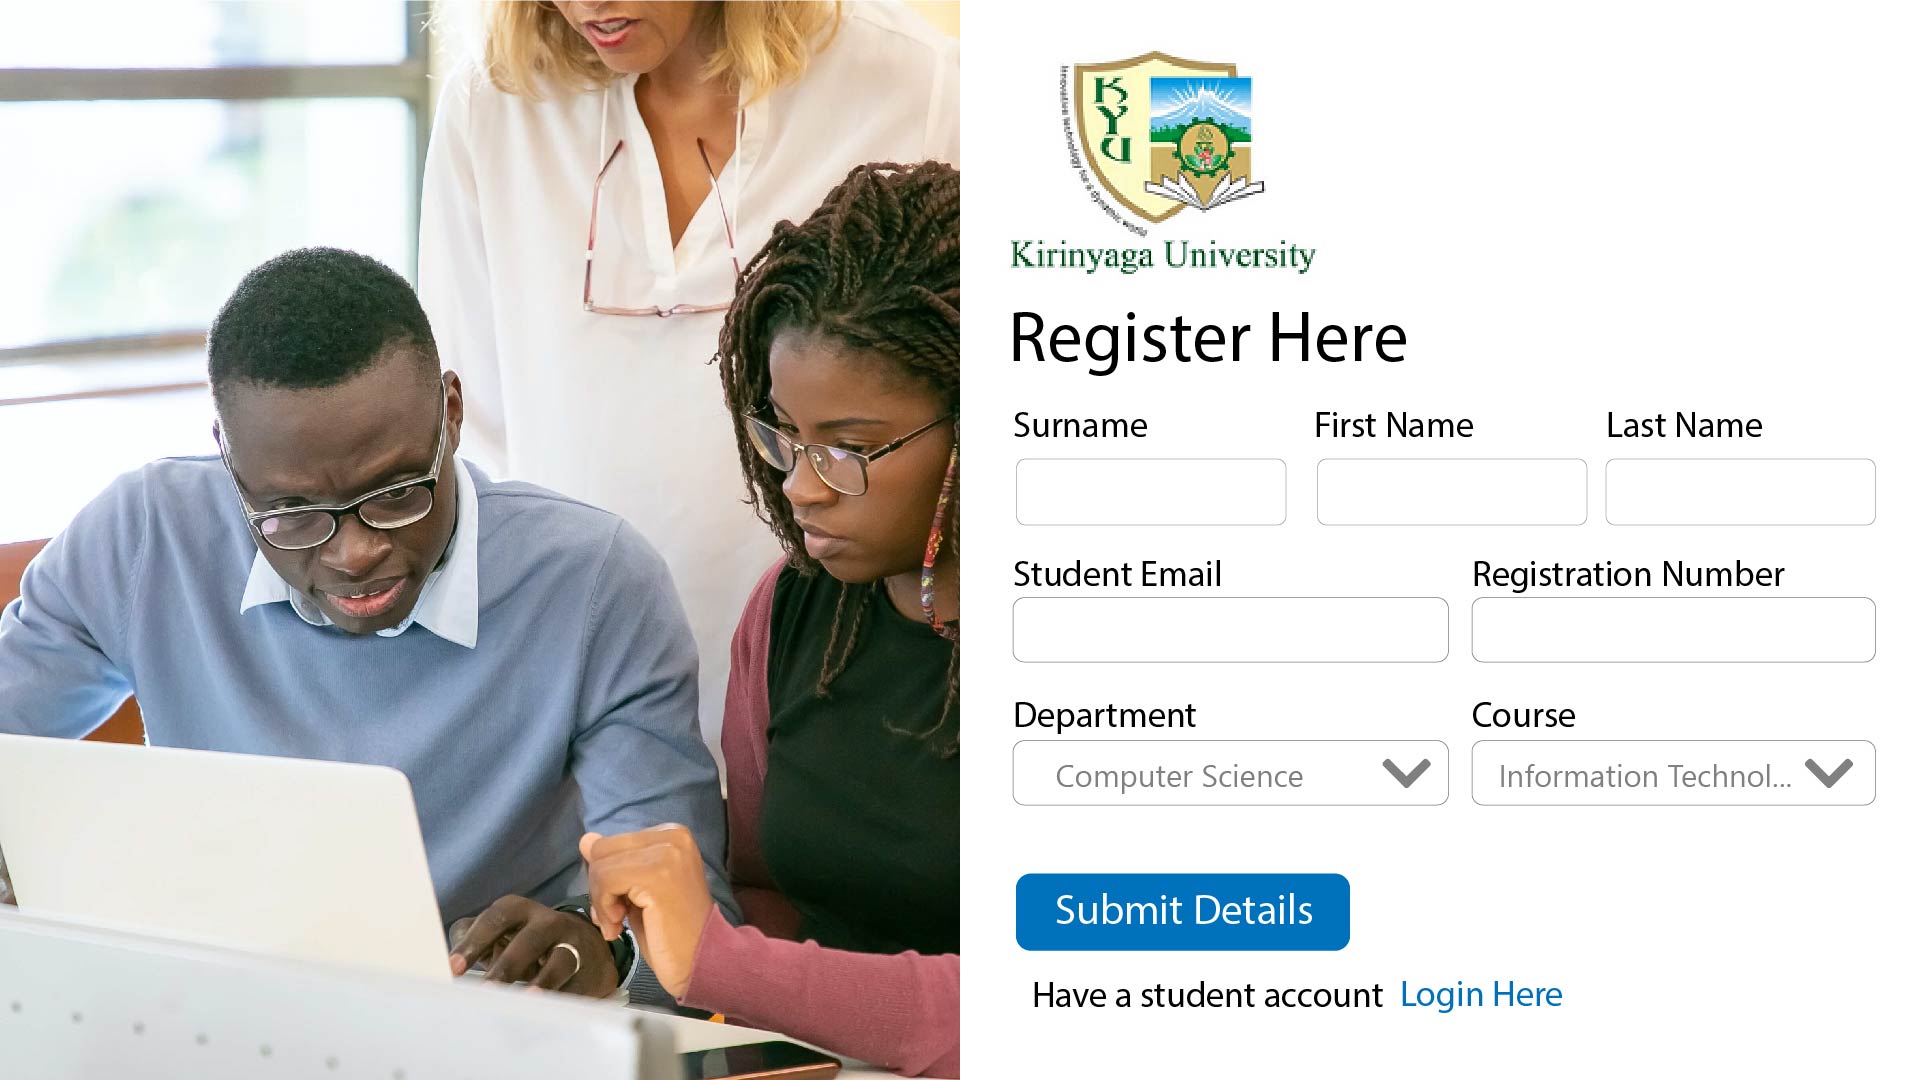 KYU
Innovative technology for a dynamic world
Kirinyaga University
Register Here
Surname First Name Last Name
Student Email Registration Number
Department Course
Computer Science Information Technol...
Submit Details
Have a student account Login Here